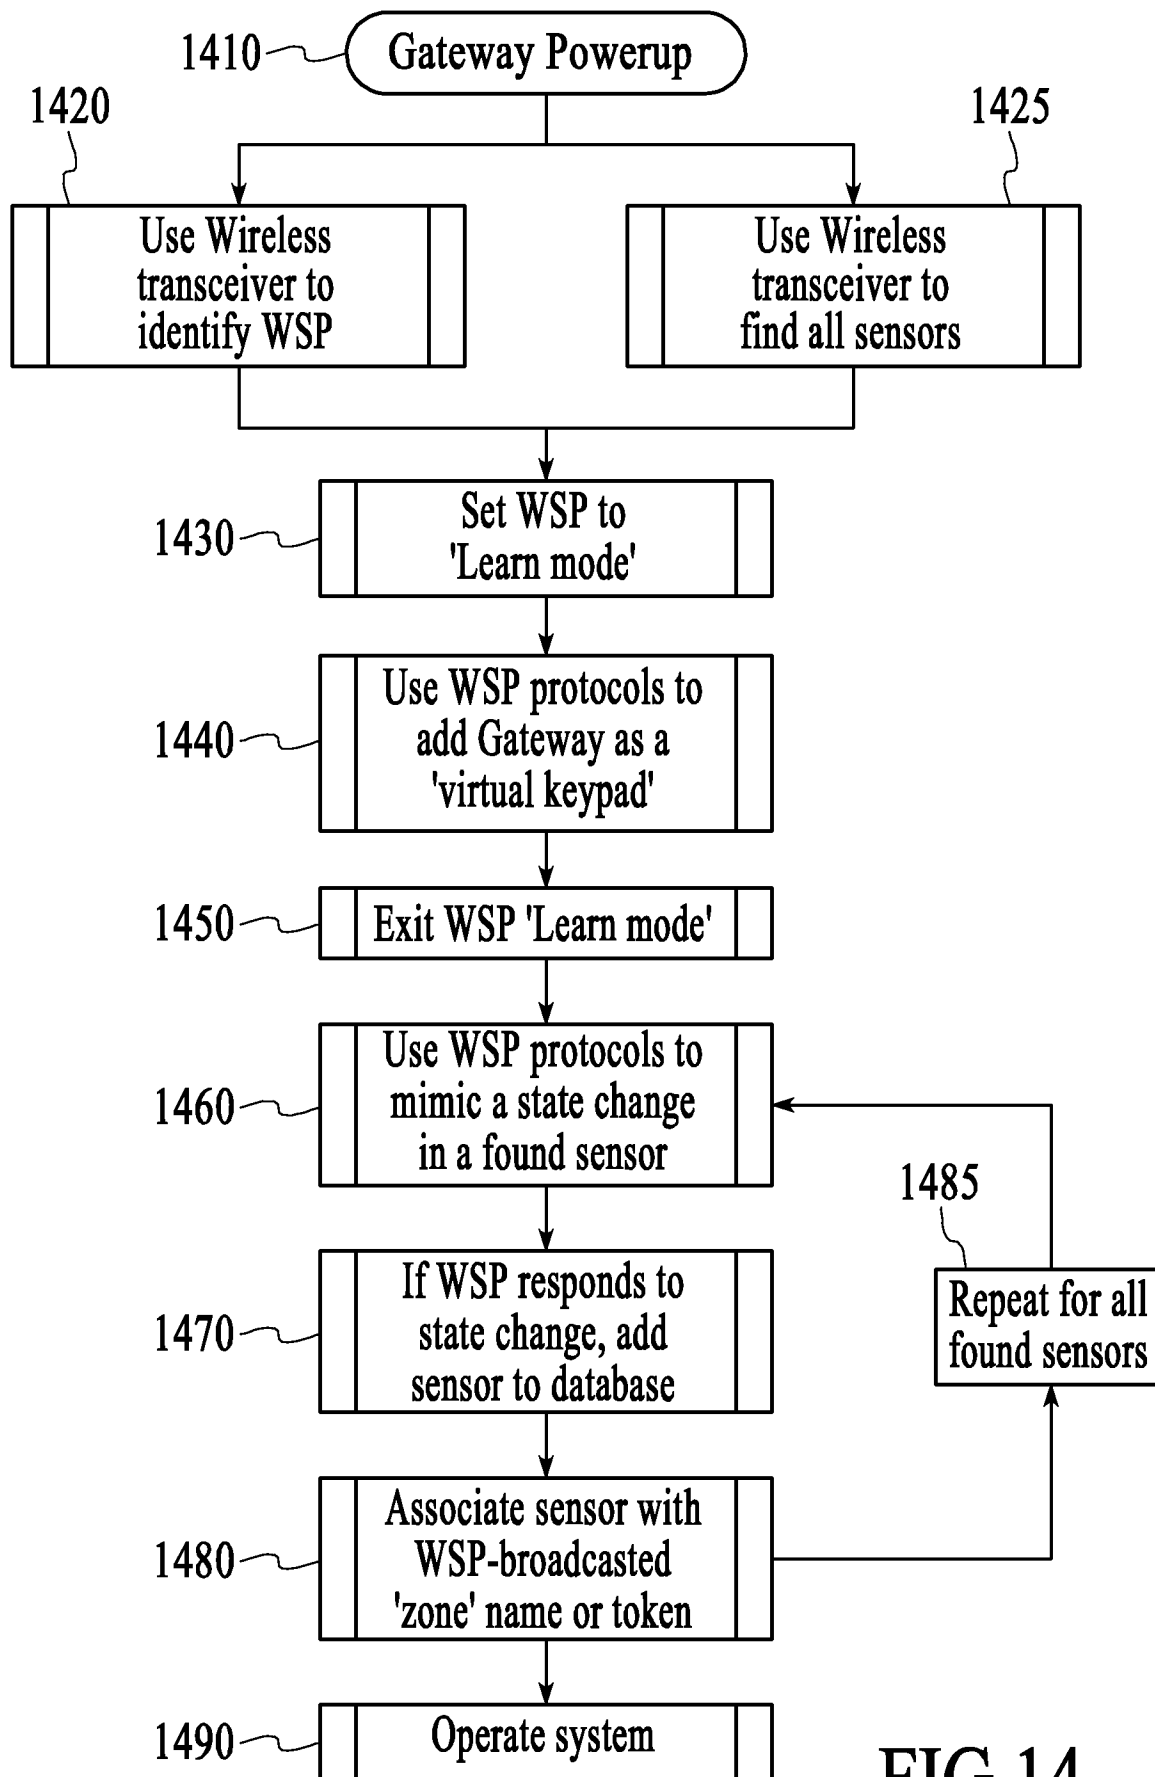 1410
Gateway Powerup
1420
1425
Use Wireless
transceiver to
identify WSP
Use Wireless
transceiver to
find all sensors
1430
Set WSP to
'Learn mode'
1440
Use WSP protocols to
add Gateway as a
'virtual keypad'
1450
Exit WSP 'Learn mode'
1460
Use WSP protocols to
mimic a state change
in a found sensor
1485
Repeat for all
found sensors
1470
If WSP responds to
state change, add
sensor to database
1480
Associate sensor with
WSP-broadcasted
'zone' name or token
1490
Operate system
FIG 14